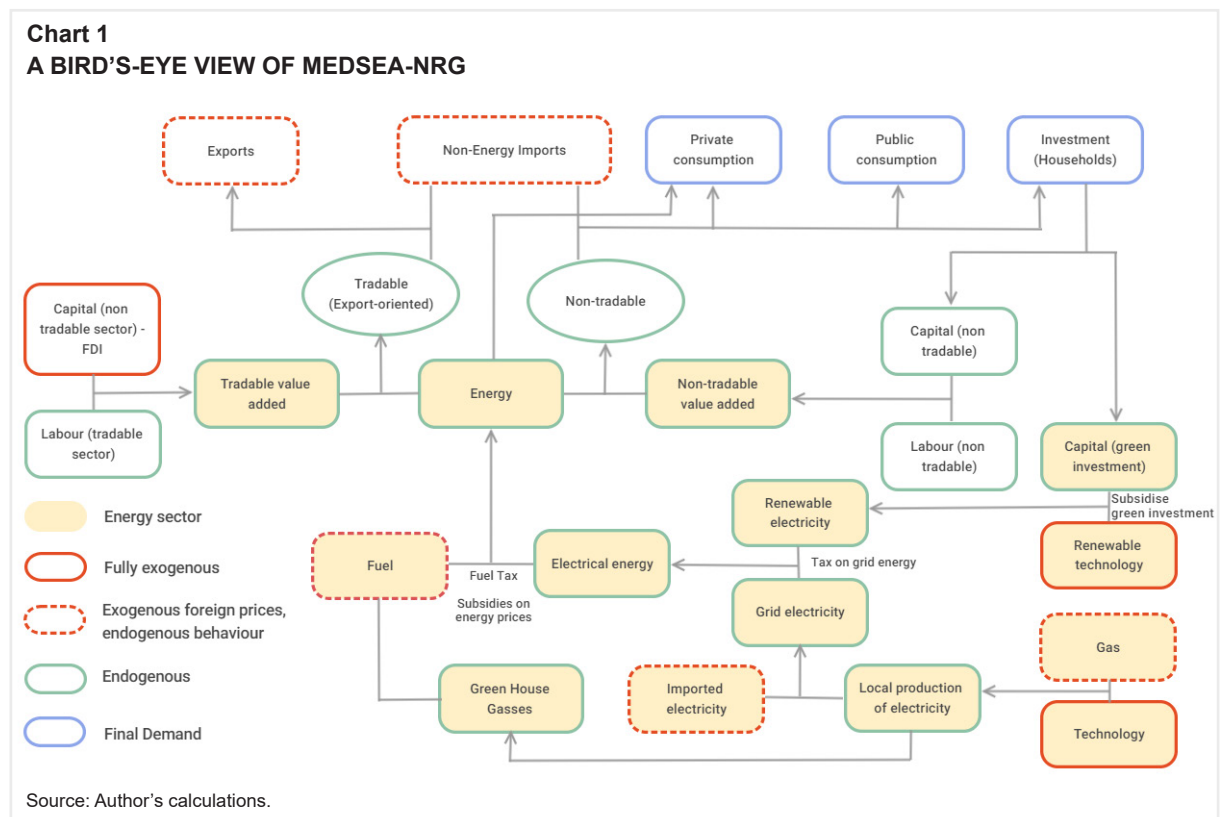 Chart 1
A BIRD'S-EYE VIEW OF MEDSEA-NRG
Exports
Non-Energy Imports
Private
consumption
Public
consumption
Investment
(Households)
Tradable
(Export-oriented)
Non-tradable
Capital (non
tradable sector) -
FDI
Capital (non
tradable)
Tradable value
added
Energy
Non-tradable
value added
Labour (tradable
sector)
Labour (non
tradable)
Capital (green
investment)
Subsidise
green investment
Renewable
electricity
Energy sector
Fuel
Fuel Tax
Subsidies on
energy prices
Electrical energy
Tax on grid energy
Renewable
technology
Fully exogenous
Grid electricity
Exogenous foreign prices,
endogenous behaviour
Gas
Endogenous
Green House
Gasses
Imported
electricity
Local production
of electricity
Technology
Final Demand
Source: Author's calculations.